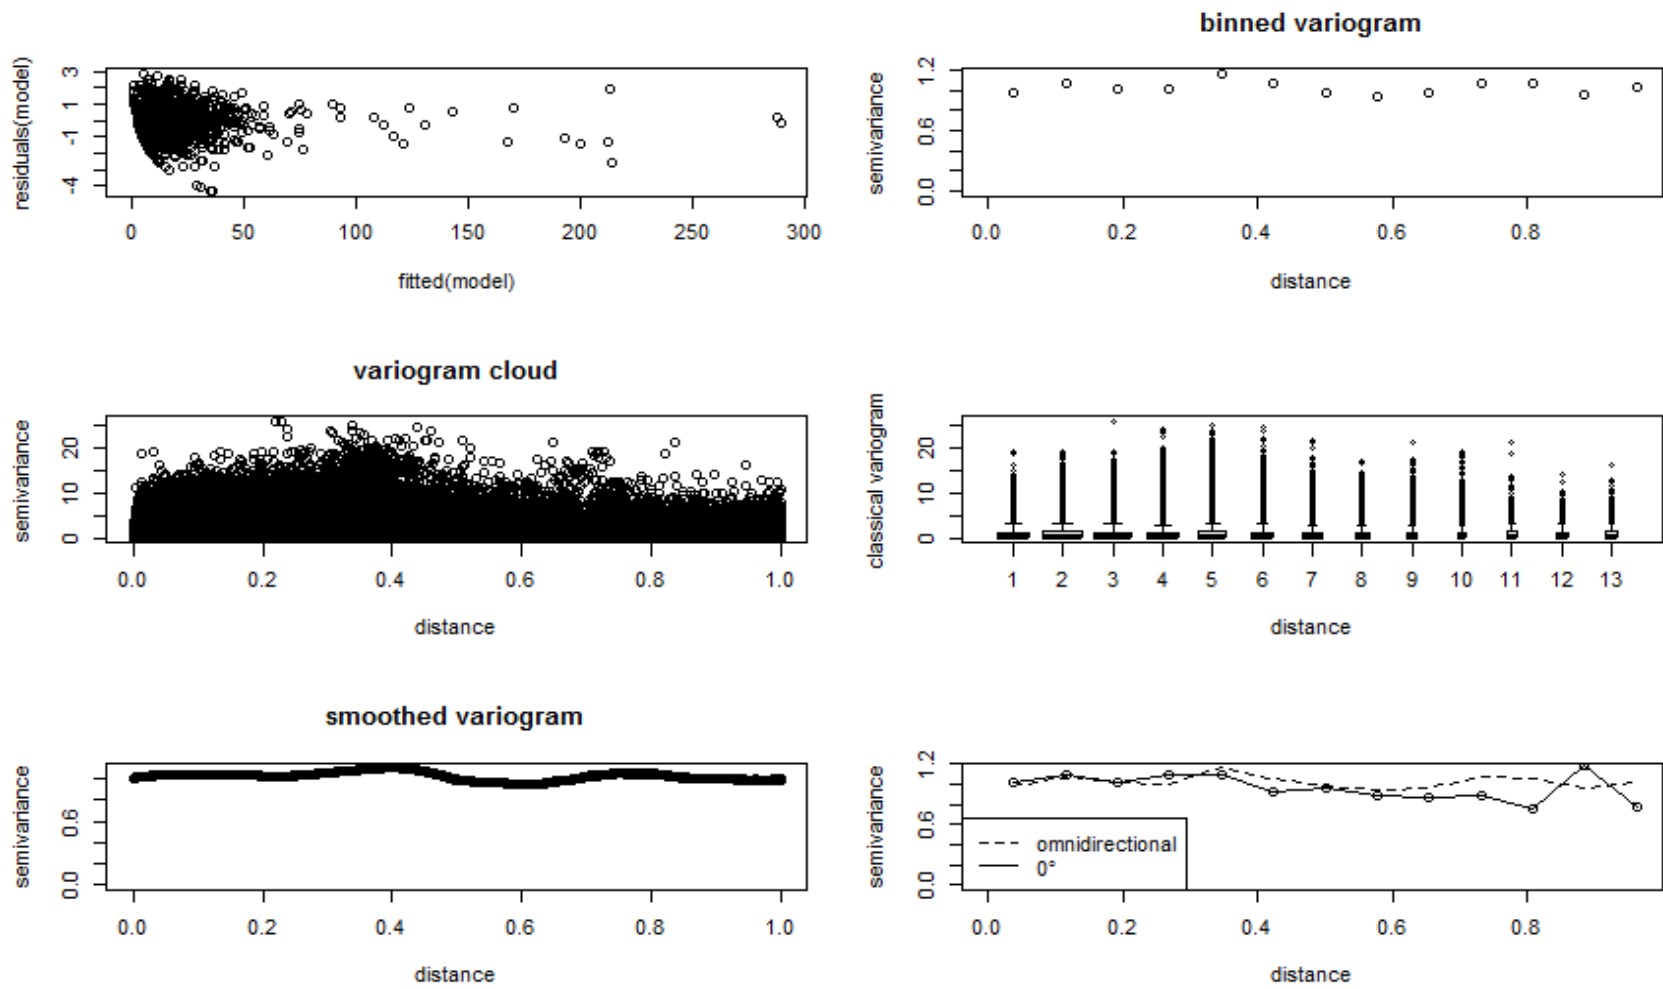 residuals(model)
3
1
-1
-4
0 50 100 150 200 250 300
fitted(model)
binned variogram
semivariance
1.2
0.6
0.0
0.0 0.2 0.4 0.6 0.8
distance
variogram cloud
semivariance
20
10
0
0.0 0.2 0.4 0.6 0.8 1.0
distance
classical variogram
20
10
0
1 2 3 4 5 6 7 8 9 10 11 12 13
distance
smoothed variogram
semivariance
0.6
0.0
0.0 0.2 0.4 0.6 0.8 1.0
distance
semivariance
1.2
0.6
0.0
omnidirectional
0°
0.0 0.2 0.4 0.6 0.8
distance